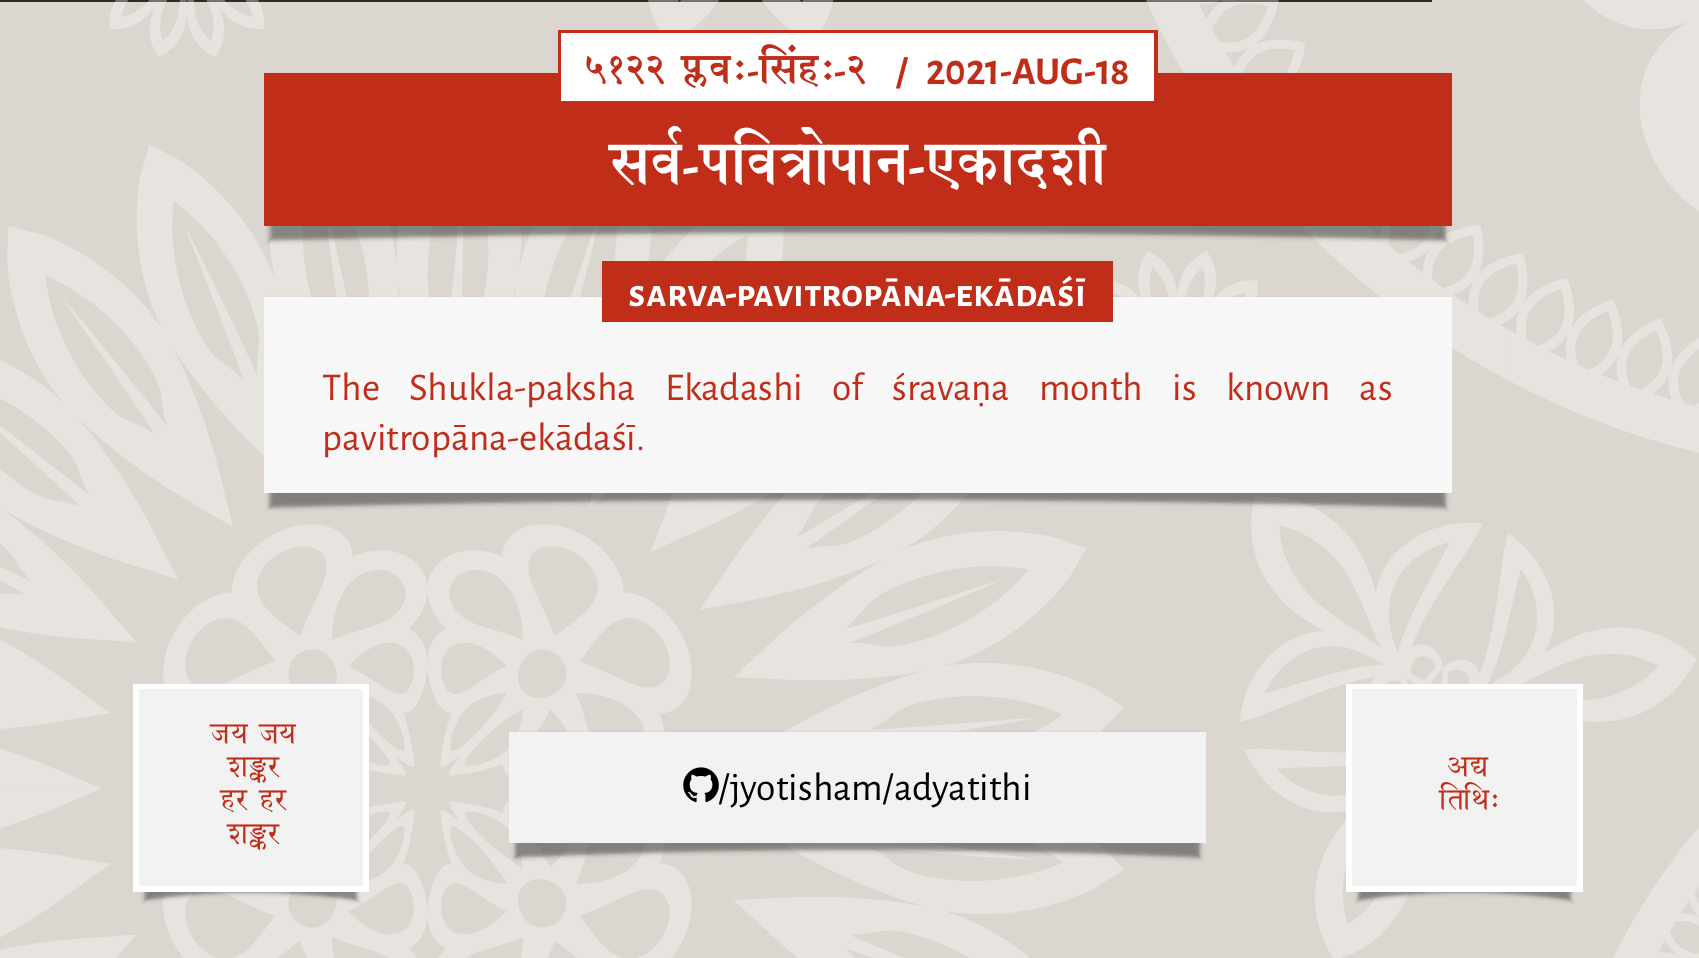 ५१२२ प्लवः-सिंहः-२ / 2021-AUG-18
सर्व-पवित्रोपान-एकादशी
SARVA-PAVITROPĀNA-EKĀDAŚĪ
The Shukla-paksha Ekadashi of śravaṇa month is known as
pavitropāna-ekādaśī.
जय जय
शङ्कर
हर हर
शङ्कर
/jyotisham/adyatithi
अद्य
तिथिः